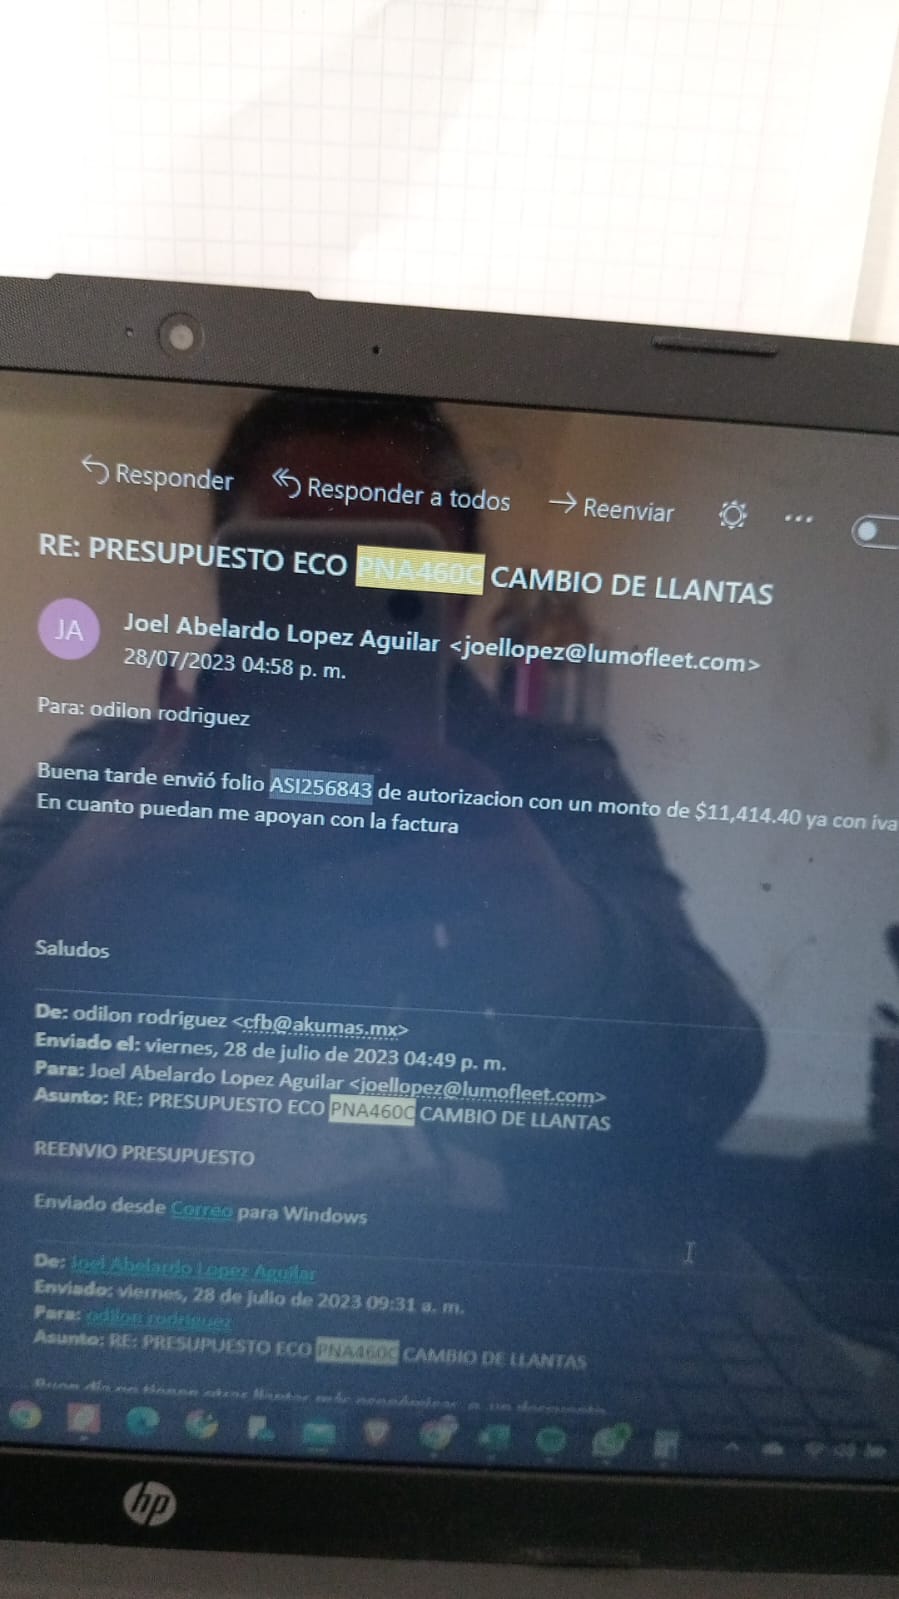 Responder Responder a todos Reenviar ...
RE: PRESUPUESTO ECO PNA460C CAMBIO DE LLANTAS
JA
Joel Abelardo Lopez Aguilar <joellopez@lumofleet.com>
28/07/2023 04:58 p. m.
Para: odilon rodriguez
Buena tarde envió folio ASI256843 de autorizacion con un monto de $11,414.40 ya con iva
En cuanto puedan me apoyan con la factura
Saludos
De: odilon rodriguez <cfb@akumas.mx>
Enviado el: viernes, 28 de julio de 2023 04:49 p. m.
Para: Joel Abelardo Lopez Aguilar <joellopez@lumofleet.com>
Asunto: RE: PRESUPUESTO ECO PNA460C CAMBIO DE LLANTAS
REENVIO PRESUPUESTO
Enviado desde Correo para Windows
De: Joel Abelardo Lopez Aguilar
Enviado: viernes, 28 de julio de 2023 09:31 a. m.
Para: odilon rodriguez
Asunto: RE: PRESUPUESTO ECO PNA460C CAMBIO DE LLANTAS
hp